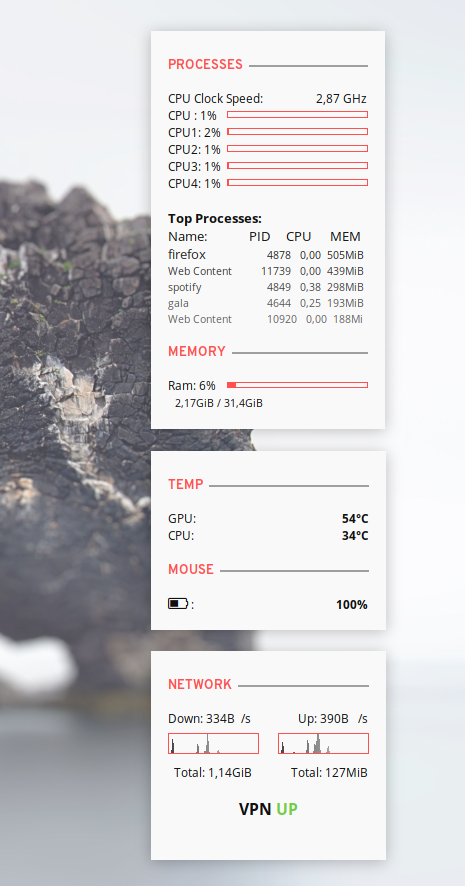 PROCESSES
CPU Clock Speed: 2,87 GHz
CPU : 1%
CPU1: 2%
CPU2: 1%
CPU3: 1%
CPU4: 1%
Top Processes:
Name: PID CPU MEM
firefox 4878 0,00 505MiB
Web Content 11739 0,00 439MiB
spotify 4849 0,38 298MiB
gala 4644 0,25 193MiB
Web Content 10920 0,00 188Mi
MEMORY
Ram: 6%
2,17GiB / 31,4GiB
TEMP
GPU: 54°C
CPU: 34°C
MOUSE
: 100%
NETWORK
Down: 334B /s Up: 390B /s
Total: 1,14GiB Total: 127MiB
VPN UP